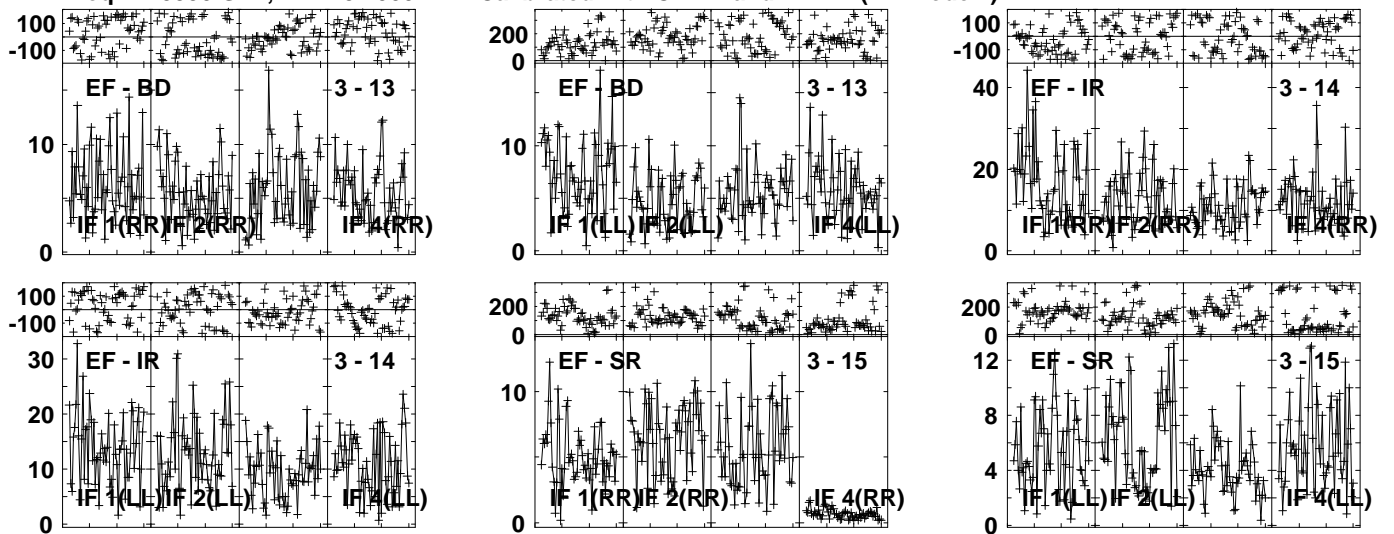 100 100 100
-100 200 -100
0
EF - BD 3 - 13 EF - BD 3 - 13 EF - IR 3 - 14
40
10 10 20
IF 1(RR) IF 2(RR) IF 4(RR) IF 1(LL) IF 2(LL) IF 4(LL) IF 1(RR) IF 2(RR) IF 4(RR)
0 0 0
100 200 200
-100 0 0
EF - IR 3 - 14 EF - SR 3 - 15 EF - SR 3 - 15
30 12
20 10 8
10 4
IF 1(LL) IF 2(LL) IF 4(LL) IF 1(RR) IF 2(RR) IF 4(RR) IF 1(LL) IF 2(LL) IF 4(LL)
0 0 0